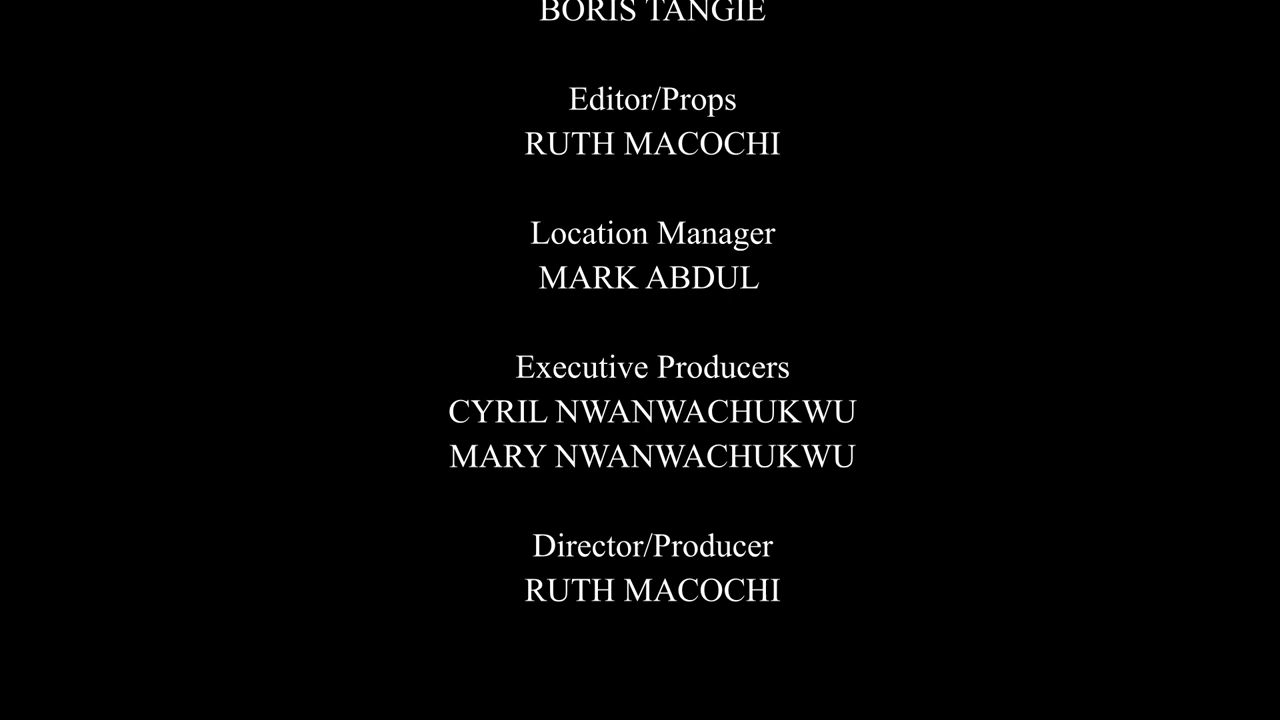 BORIS TANGIE
Editor/Props
RUTH MACOCHI
Location Manager
MARK ABDUL
Executive Producers
CYRIL NWANWACHUKWU
MARY NWANWACHUKWU
Director/Producer
RUTH MACOCHI